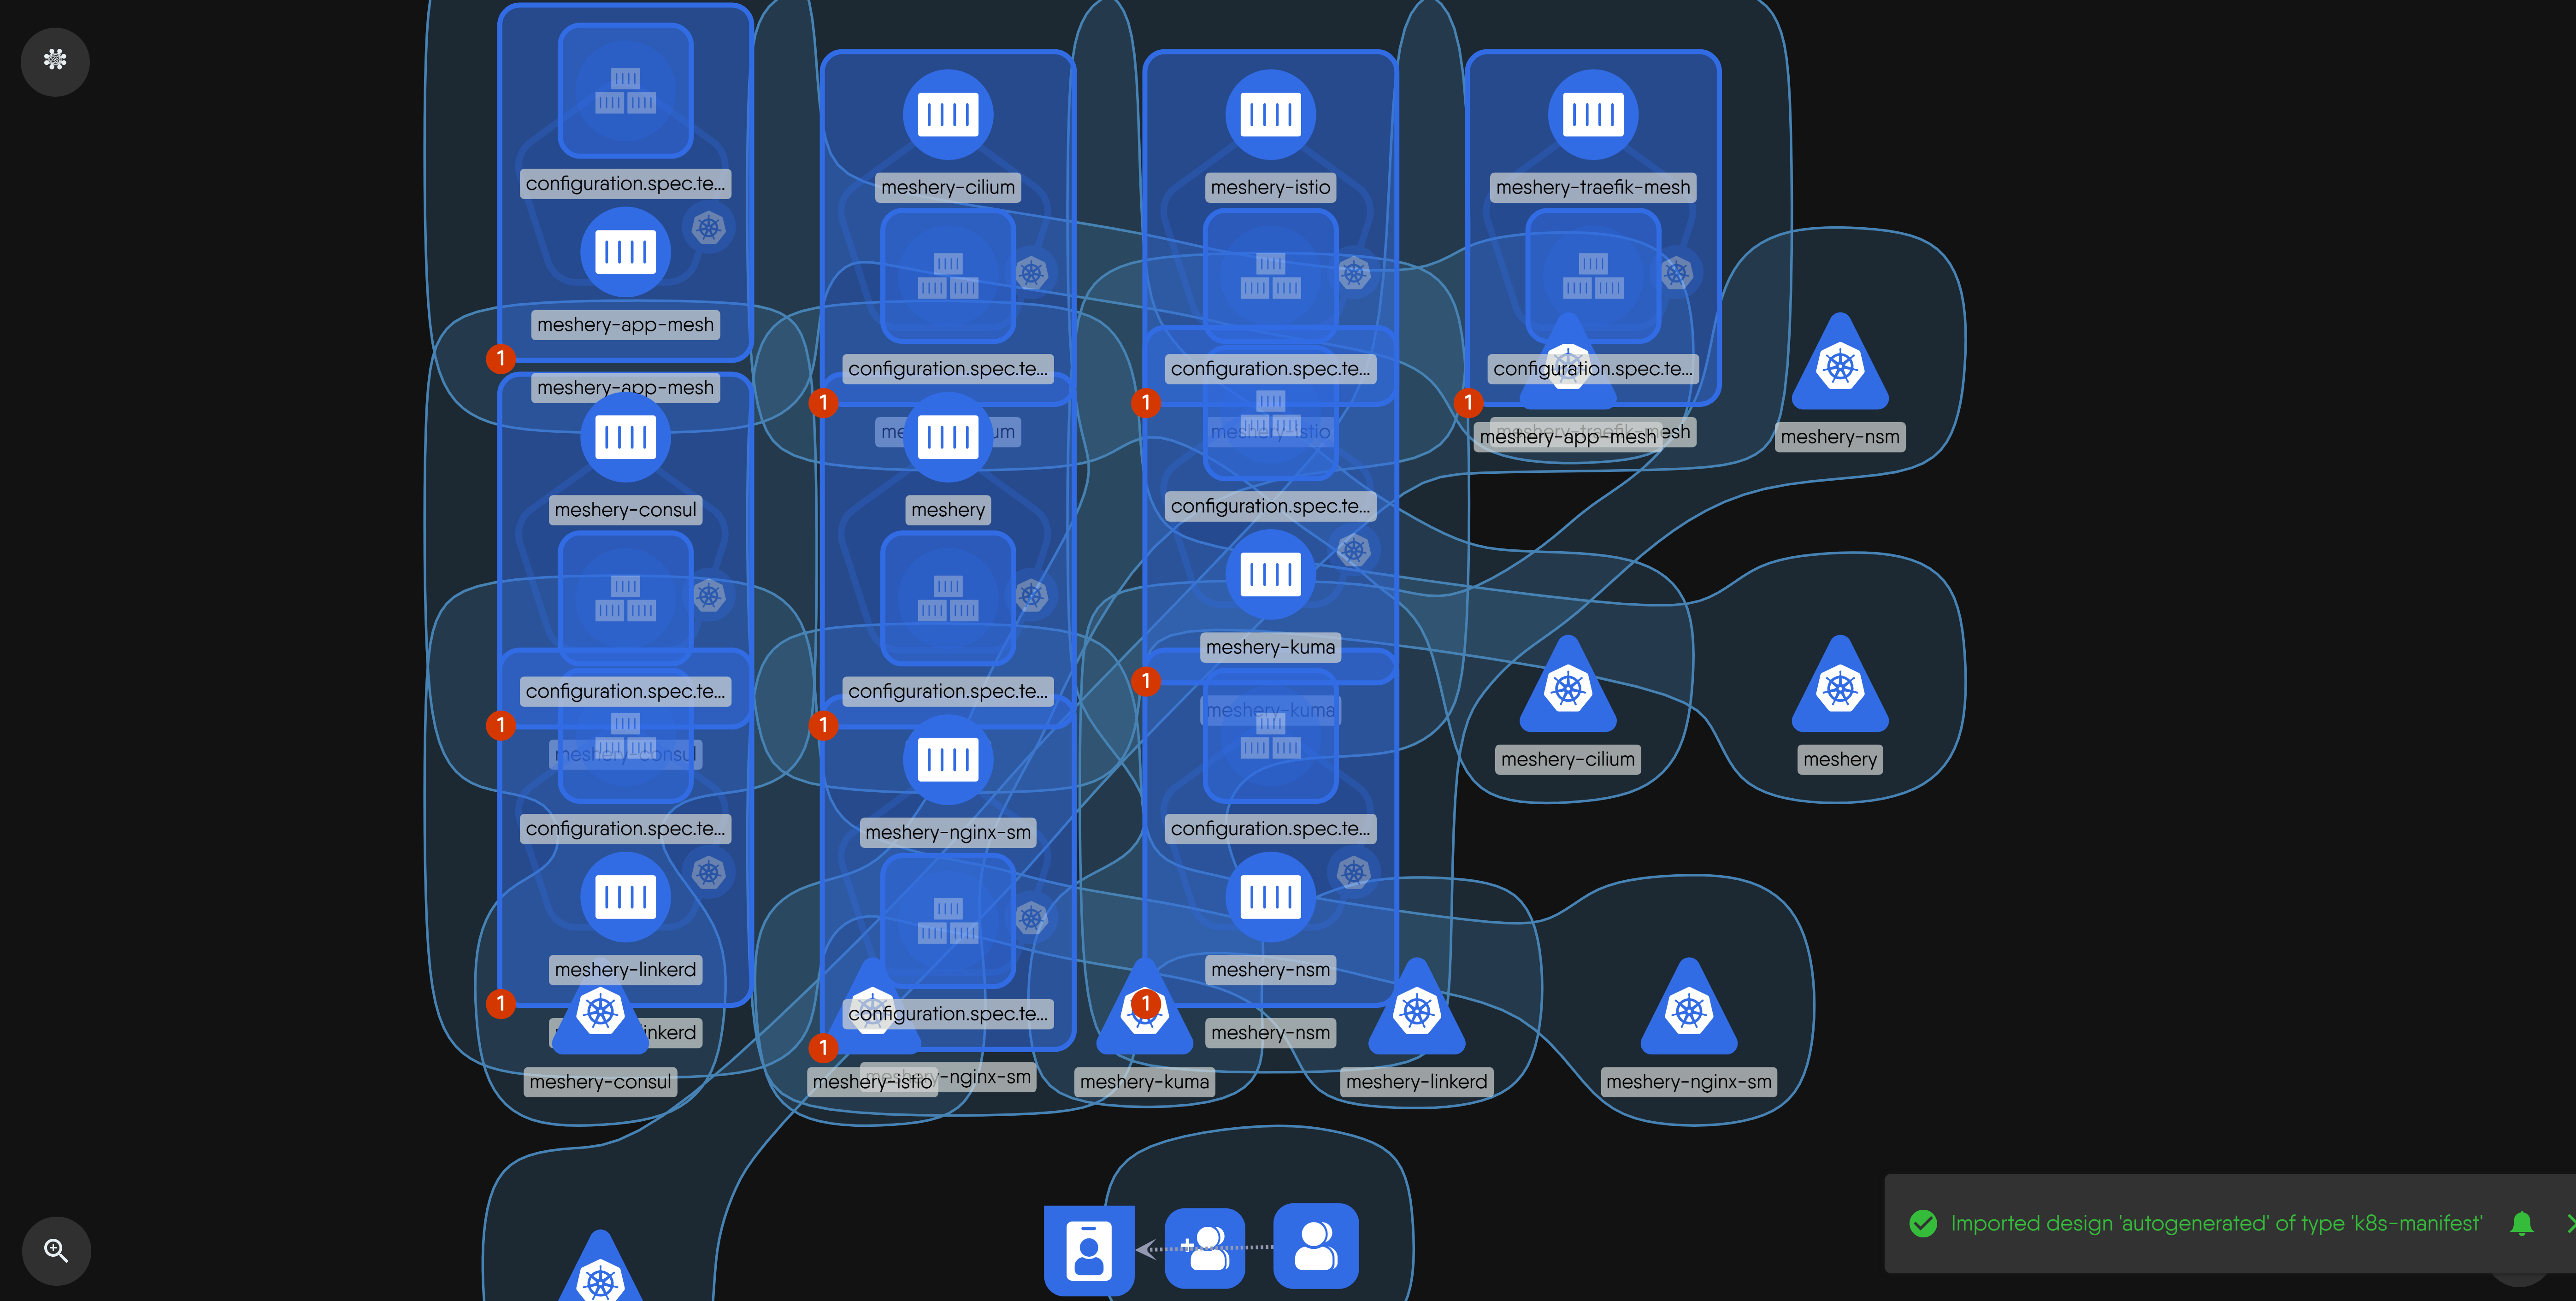 configuration.spec.te...
meshery-app-mesh
1
meshery-app-mesh
meshery-cilium
configuration.spec.te...
1
meshery-istio
configuration.spec.te...
1
meshery-istio
meshery-traefik-mesh
configuration.spec.te...
1
meshery-app-mesh
meshery-nsm
meshery-consul
configuration.spec.te...
1
meshery-consul
meshery
configuration.spec.te...
1
configuration.spec.te...
meshery-kuma
1
meshery-kuma
meshery-cilium
meshery
configuration.spec.te...
meshery-linkerd
1
meshery-consul
meshery-nginx-sm
configuration.spec.te...
1
meshery-istio
nginx-sm
configuration.spec.te...
meshery-nsm
1
meshery-nsm
meshery-kuma
meshery-linkerd
meshery-nginx-sm
Imported design 'autogenerated' of type 'k8s-manifest'